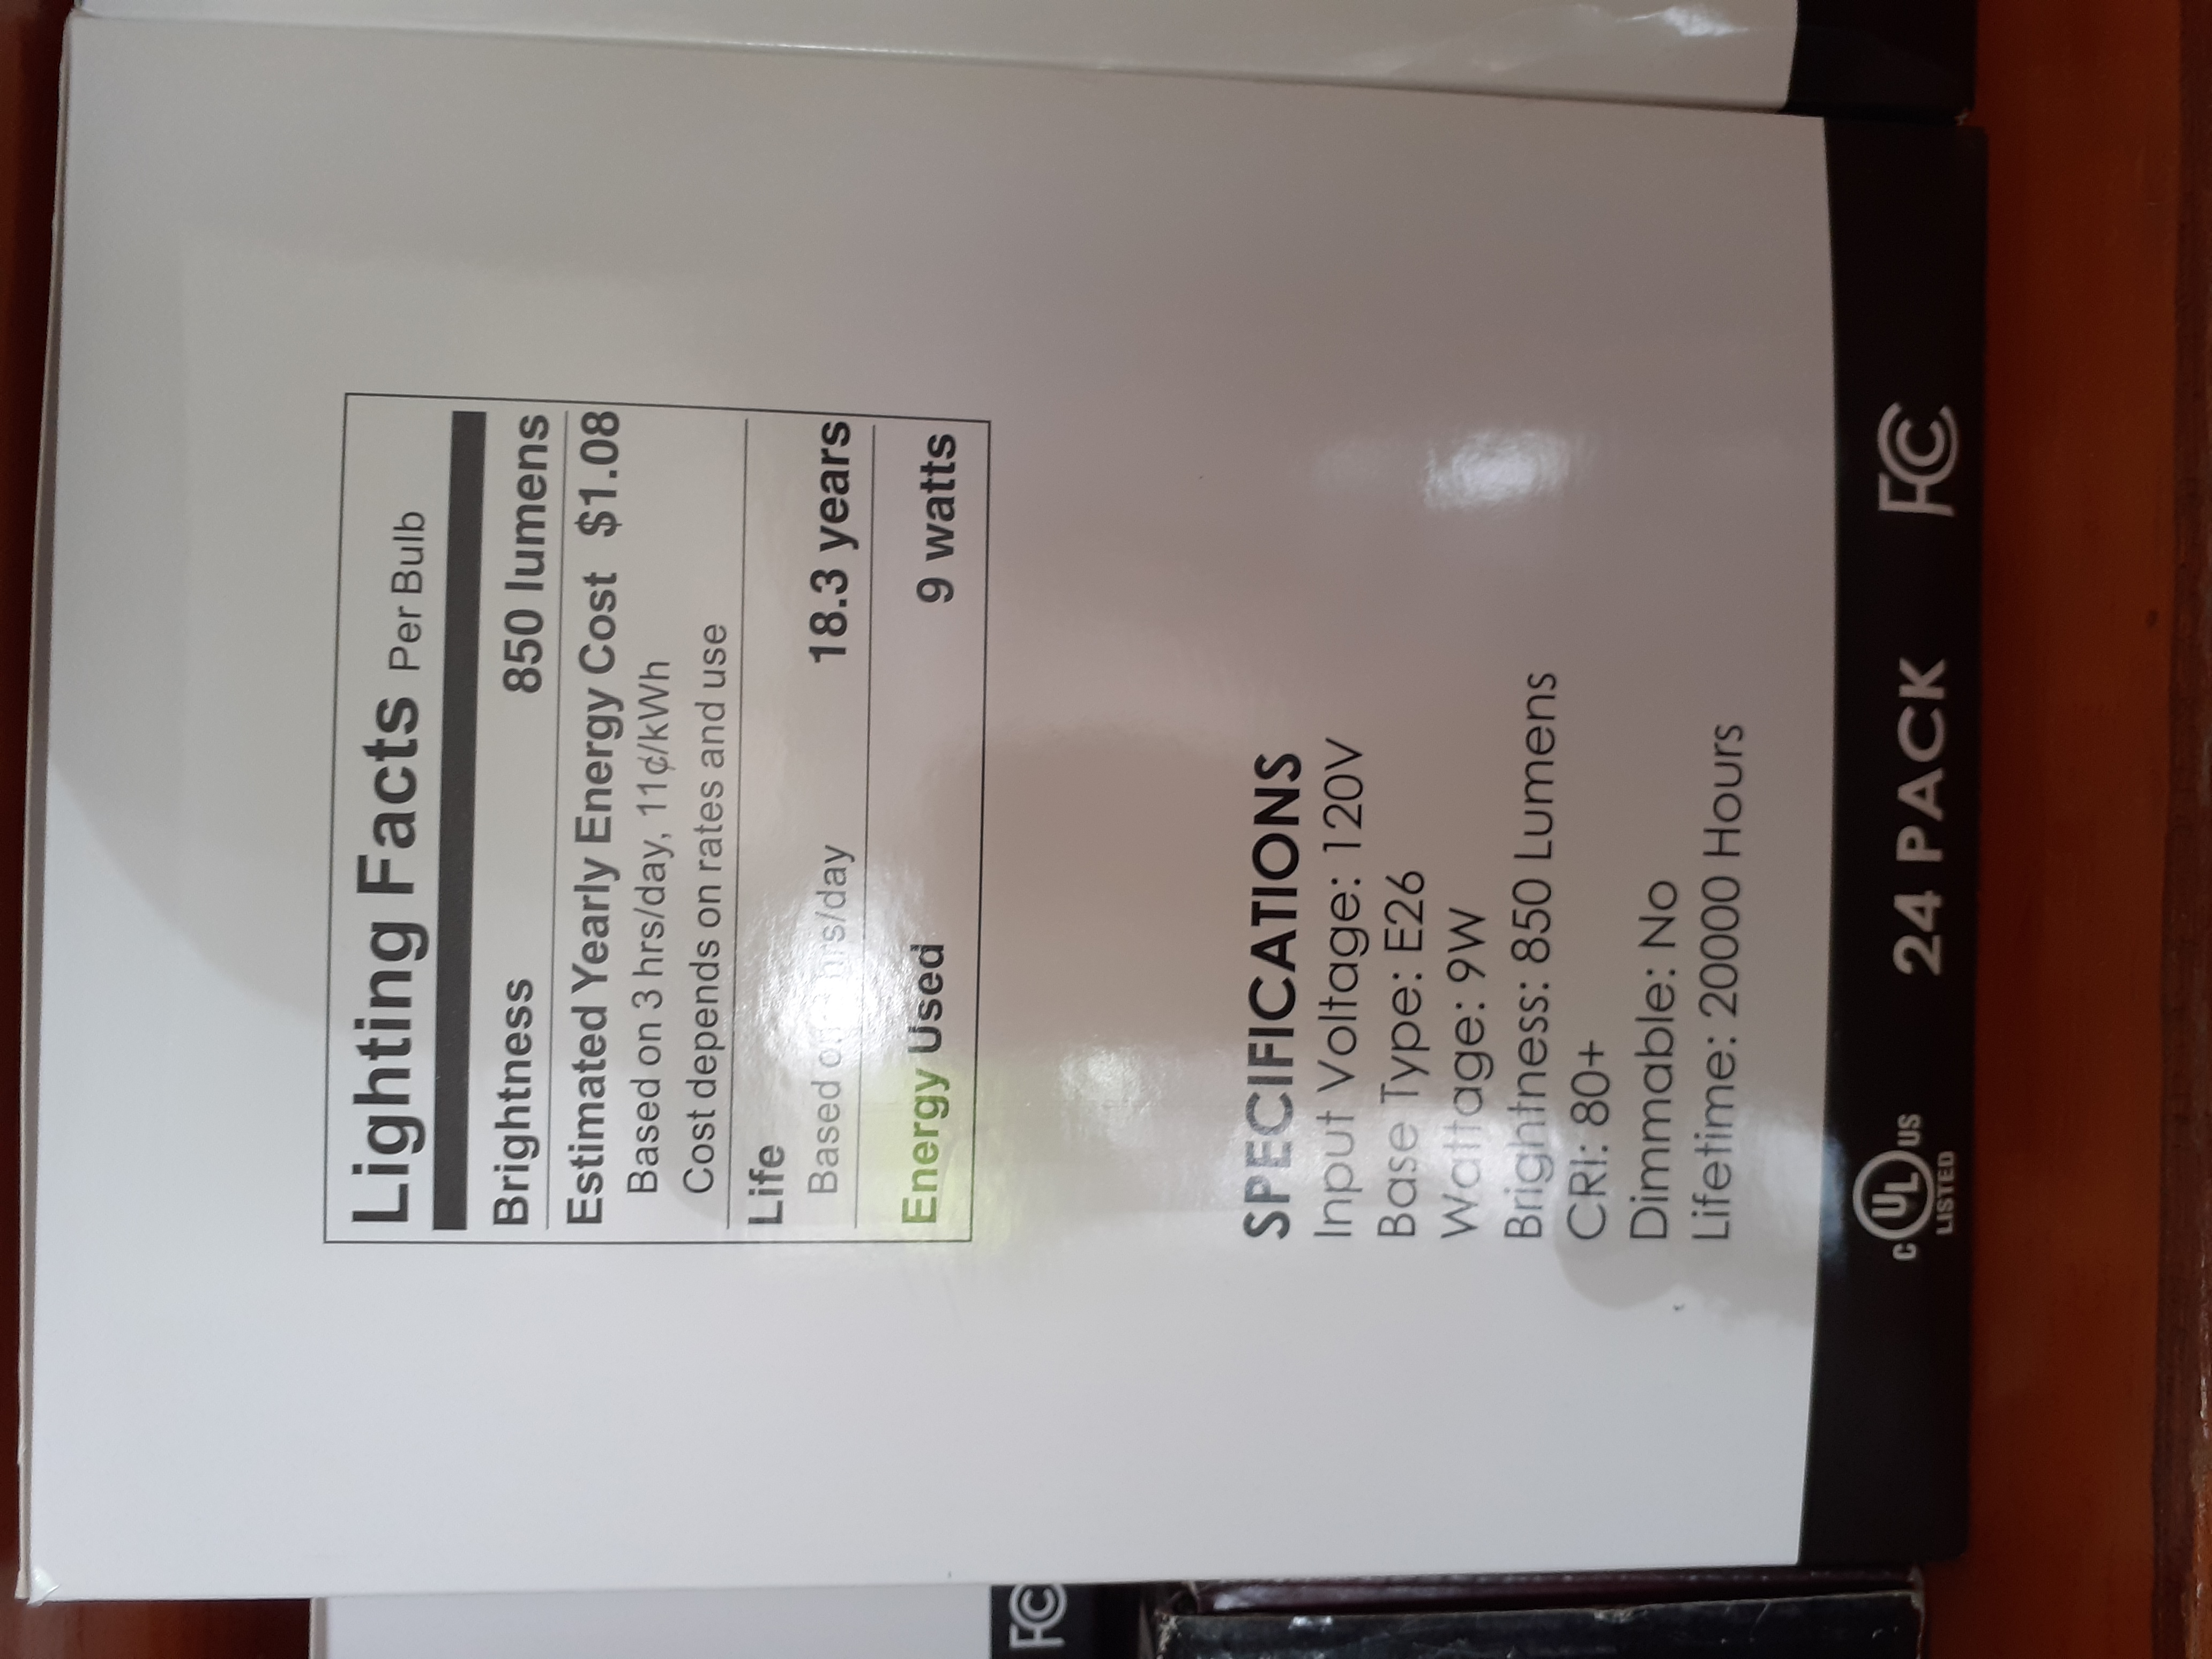 Lighting Facts Per Bulb
Brightness 850 lumens
Estimated Yearly Energy Cost $1.08
Based on 3 hrs/day, 11¢/kWh
Cost depends on rates and use
Life
Based hrs/day 18.3 years
Energy Used 9 watts
SPECIFICATIONS
Input Voltage: 120V
Base Type: E26
Wattage: 9W
Brightness: 850 Lumens
CRI: 80+
Dimmable: No
Lifetime: 20000 Hours
C UL US
LISTED
24 PACK
FC
FC